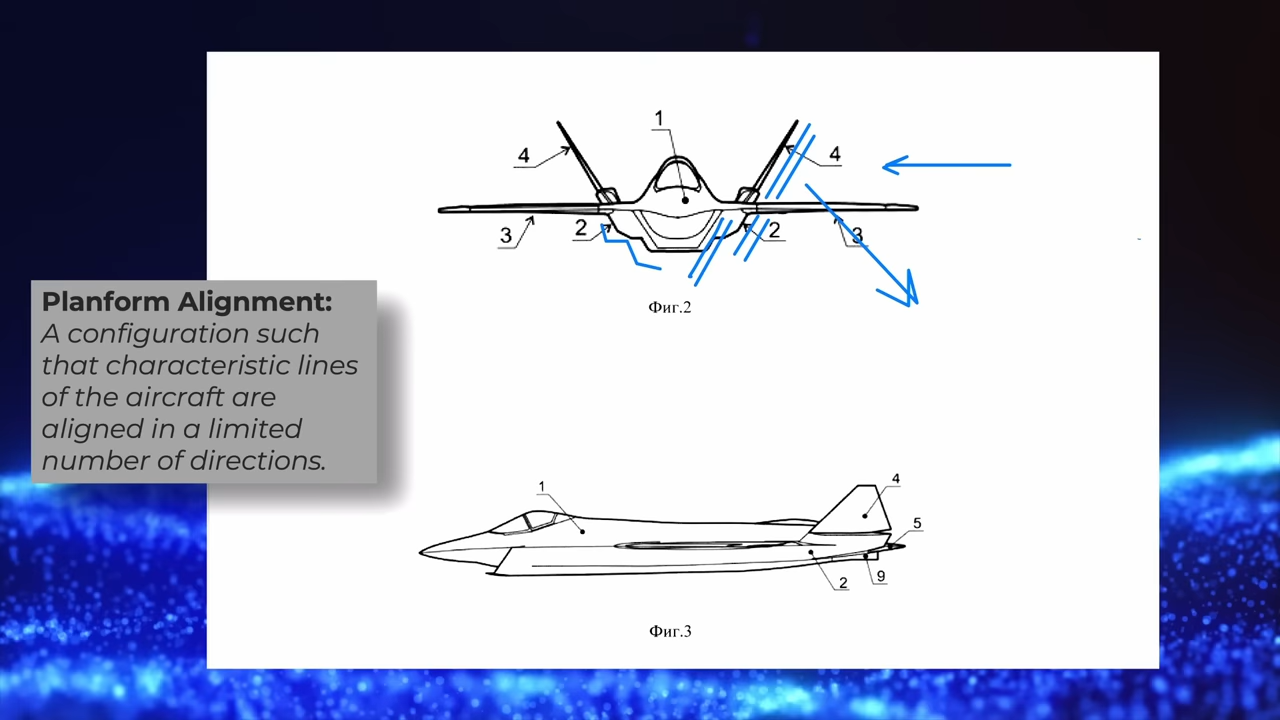 1
4
4
2
2
3
3
Фиг.2
Planform Alignment:
A configuration such
that characteristic lines
of the aircraft are
aligned in a limited
number of directions.
1
4
5
2
9
Фиг.3